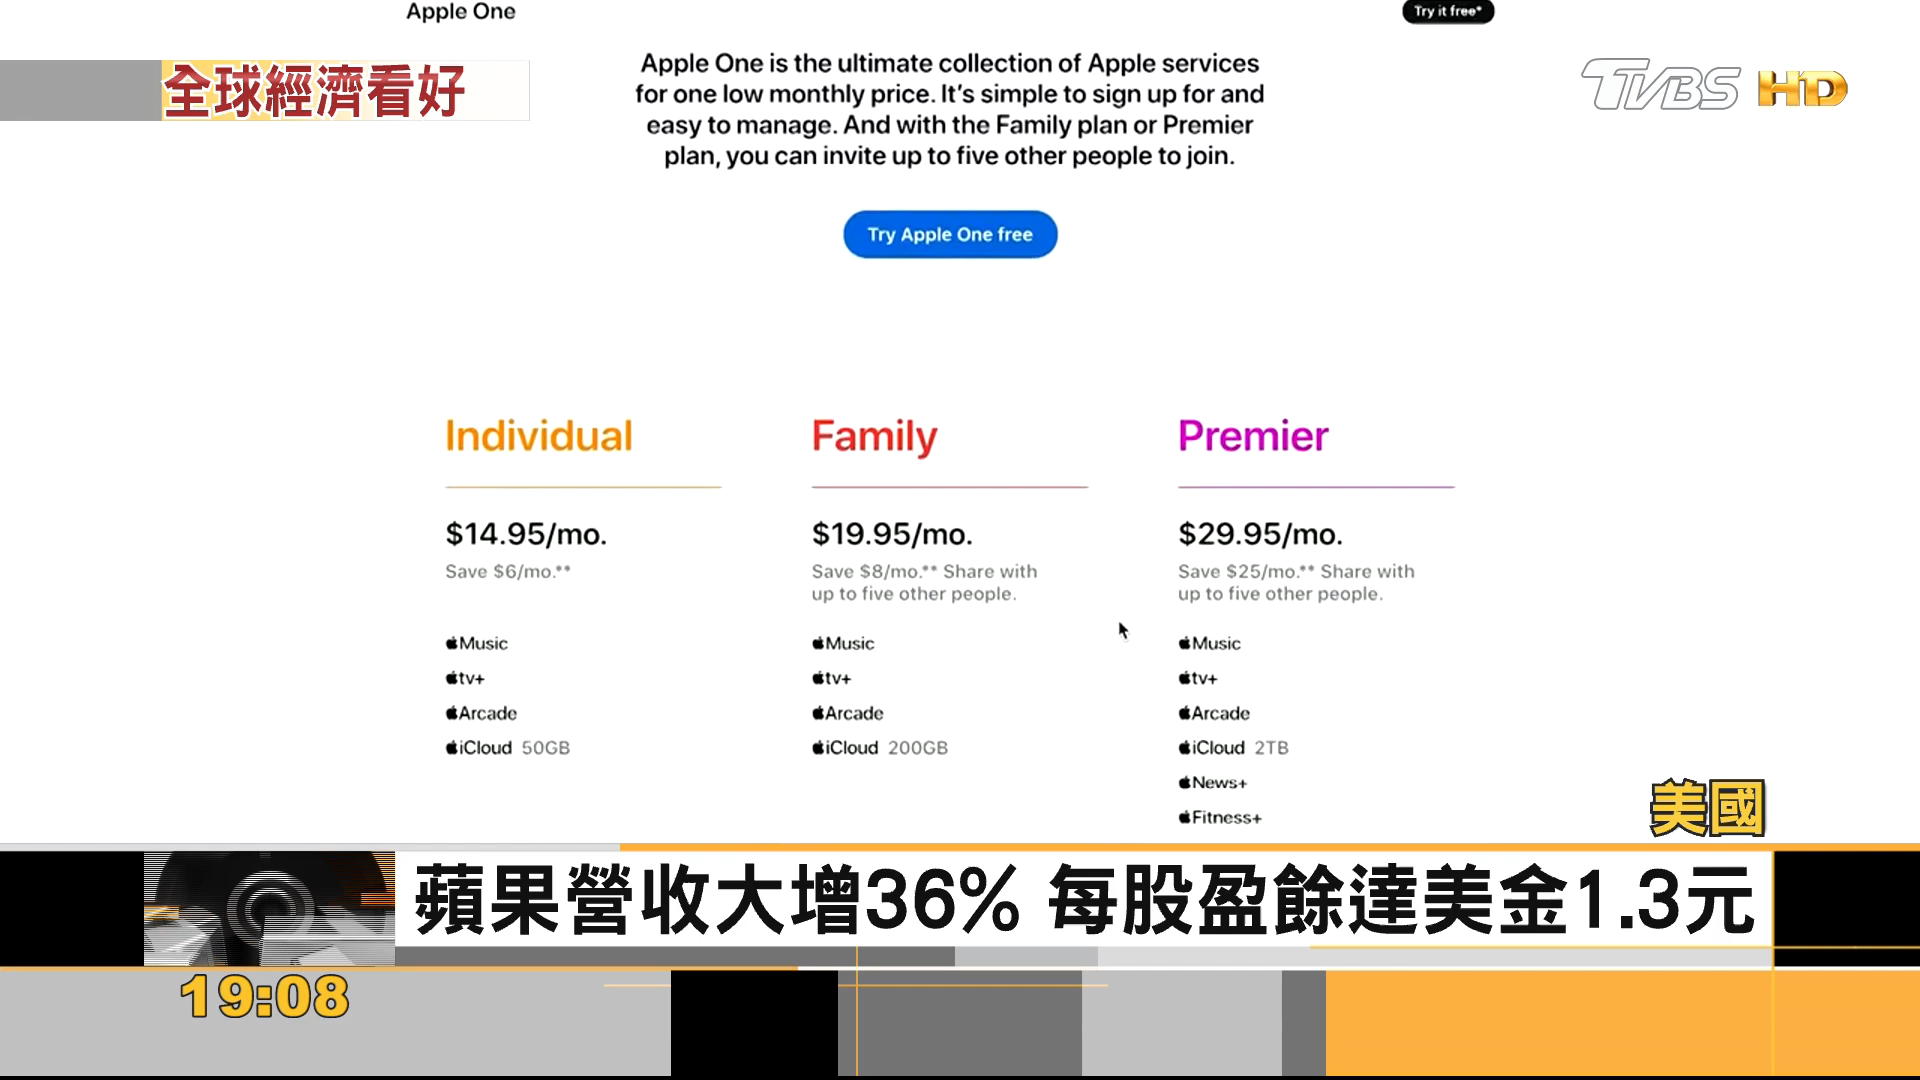 Apple One
Try it free*
全球經濟看好
TVBS HD
Apple One is the ultimate collection of Apple services
for one low monthly price. It's simple to sign up for and
easy to manage. And with the Family plan or Premier
plan, you can invite up to five other people to join.
Try Apple One free
Individual
$14.95/mo.
Save $6/mo.**
Music
tv+
Arcade
iCloud 50GB
Family
$19.95/mo.
Save $8/mo.** Share with
up to five other people.
Music
tv+
Arcade
iCloud 200GB
Premier
$29.95/mo.
Save $25/mo.** Share with
up to five other people.
Music
tv+
Arcade
iCloud 2TB
News+
Fitness+
美國
蘋果營收大增36% 每股盈餘達美金1.3元
19:08